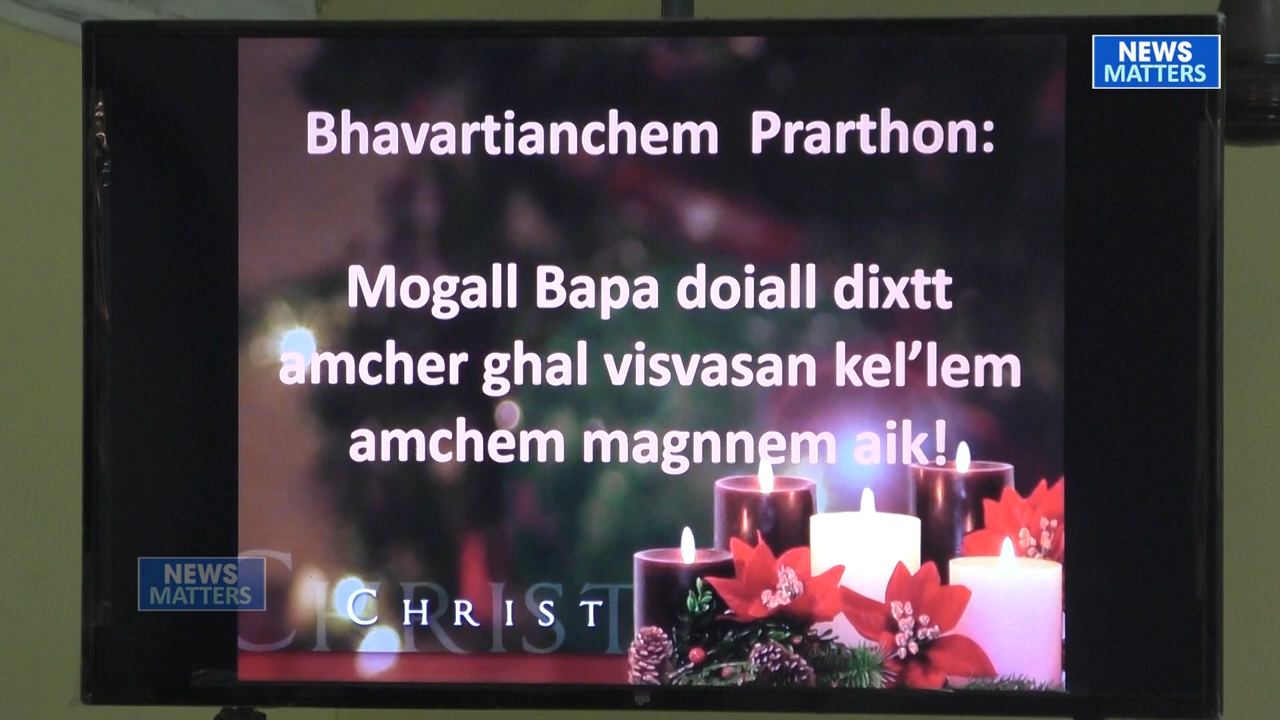 NEWS
MATTERS
Bhavartianchem Prarthon:
Mogall Bapa doiall dixtt
amcher ghal visvasan kel’lem
amchem magnnem aik!
NEWS
MATTERS
CHRIST
CHRIST